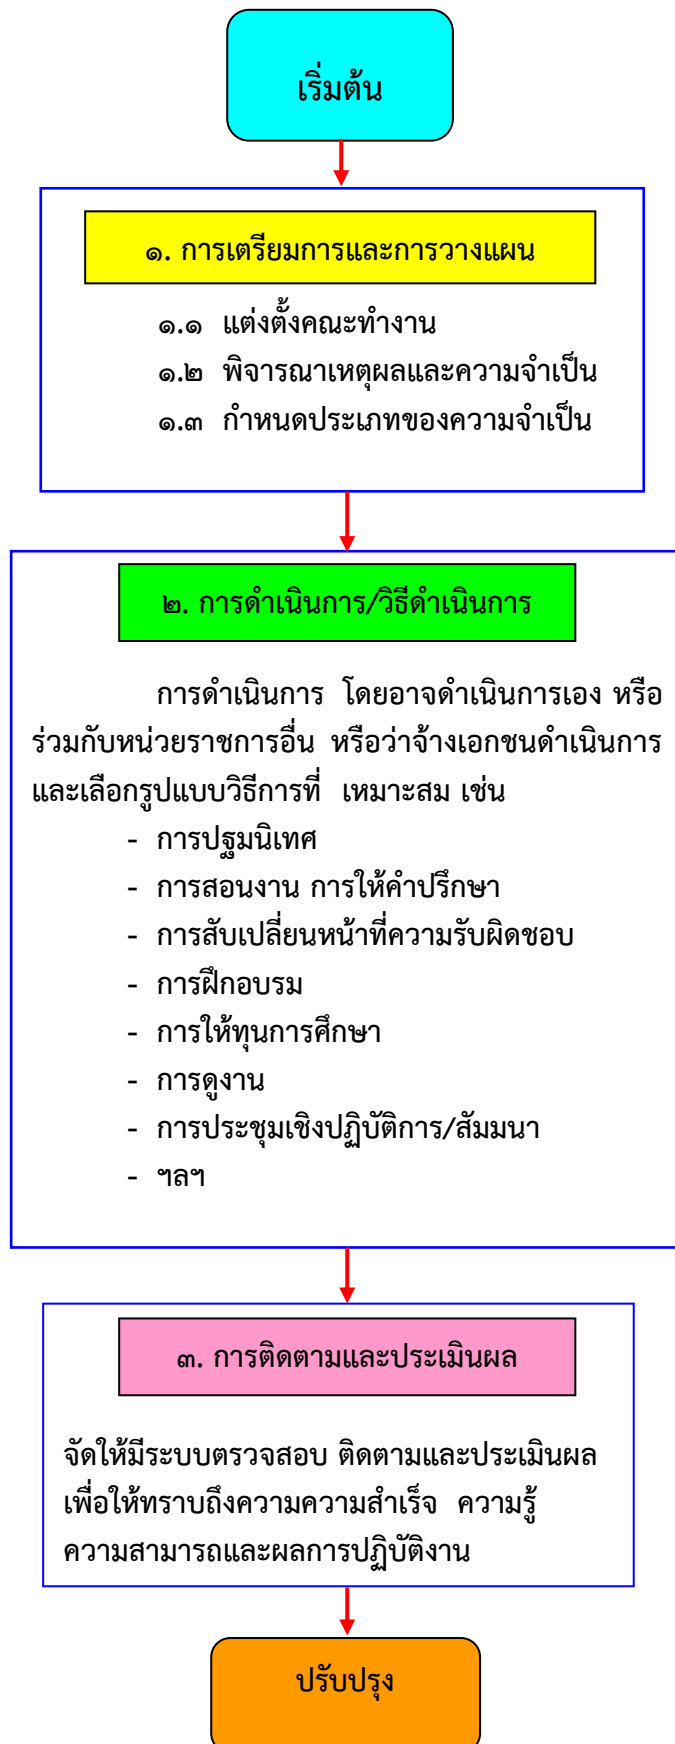 เริ่มต้น
๑. การเตรียมการและการวางแผน
๑.๑ แต่งตั้งคณะทำงาน
๑.๒ พิจารณาเหตุผลและความจำเป็น
๑.๓ กำหนดประเภทของความจำเป็น
๒. การดำเนินการ/วิธีดำเนินการ
การดำเนินการ โดยอาจดำเนินการเอง หรือ
ร่วมกับหน่วยราชการอื่น หรือว่าจ้างเอกชนดำเนินการ
และเลือกรูปแบบวิธีการที่ เหมาะสม เช่น
- การปฐมนิเทศ
- การสอนงาน การให้คำปรึกษา
- การสับเปลี่ยนหน้าที่ความรับผิดชอบ
- การฝึกอบรม
- การให้ทุนการศึกษา
- การดูงาน
- การประชุมเชิงปฏิบัติการ/สัมมนา
- ฯลฯ
๓. การติดตามและประเมินผล
จัดให้มีระบบตรวจสอบ ติดตามและประเมินผล
เพื่อให้ทราบถึงความความสำเร็จ ความรู้
ความสามารถและผลการปฏิบัติงาน
ปรับปรุง